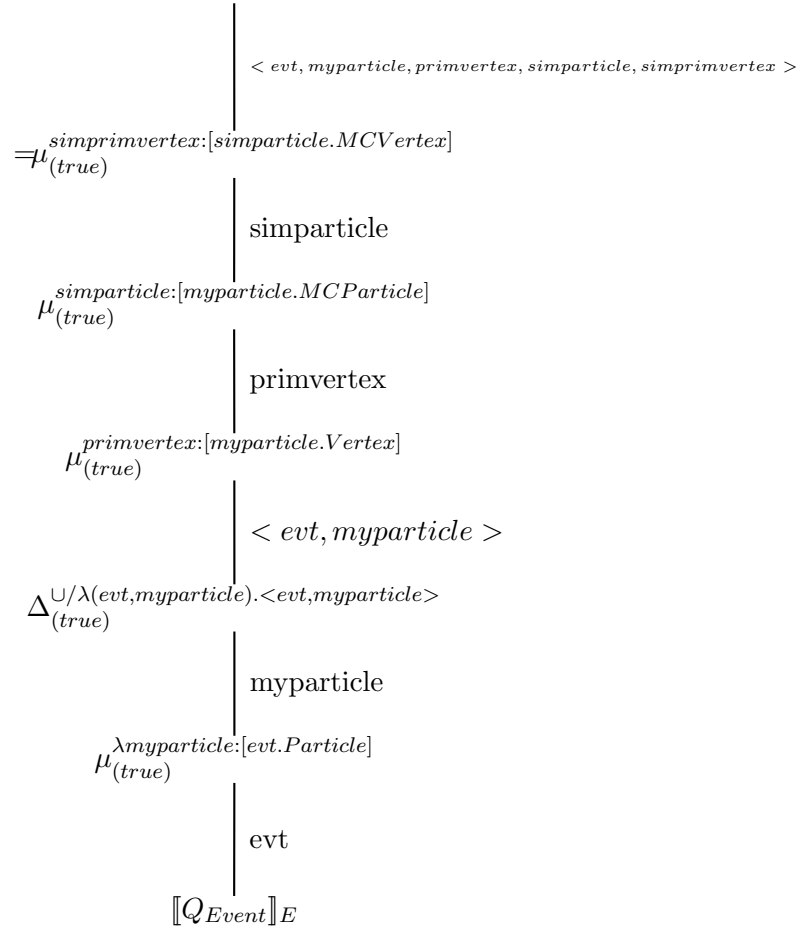 < evt, myparticle, primvertex, simparticle, simprimvertex >
=μ^{simprimvertex:[simparticle.MCVertex]}_{(true)}
simparticle
μ^{simparticle:[myparticle.MCParticle]}_{(true)}
primvertex
μ^{primvertex:[myparticle.Vertex]}_{(true)}
< evt, myparticle >
Δ^{∪/λ(evt,myparticle).<evt,myparticle>}_{(true)}
myparticle
μ^{λmyparticle:[evt.Particle]}_{(true)}
evt
⟦Q_{Event}⟧_E